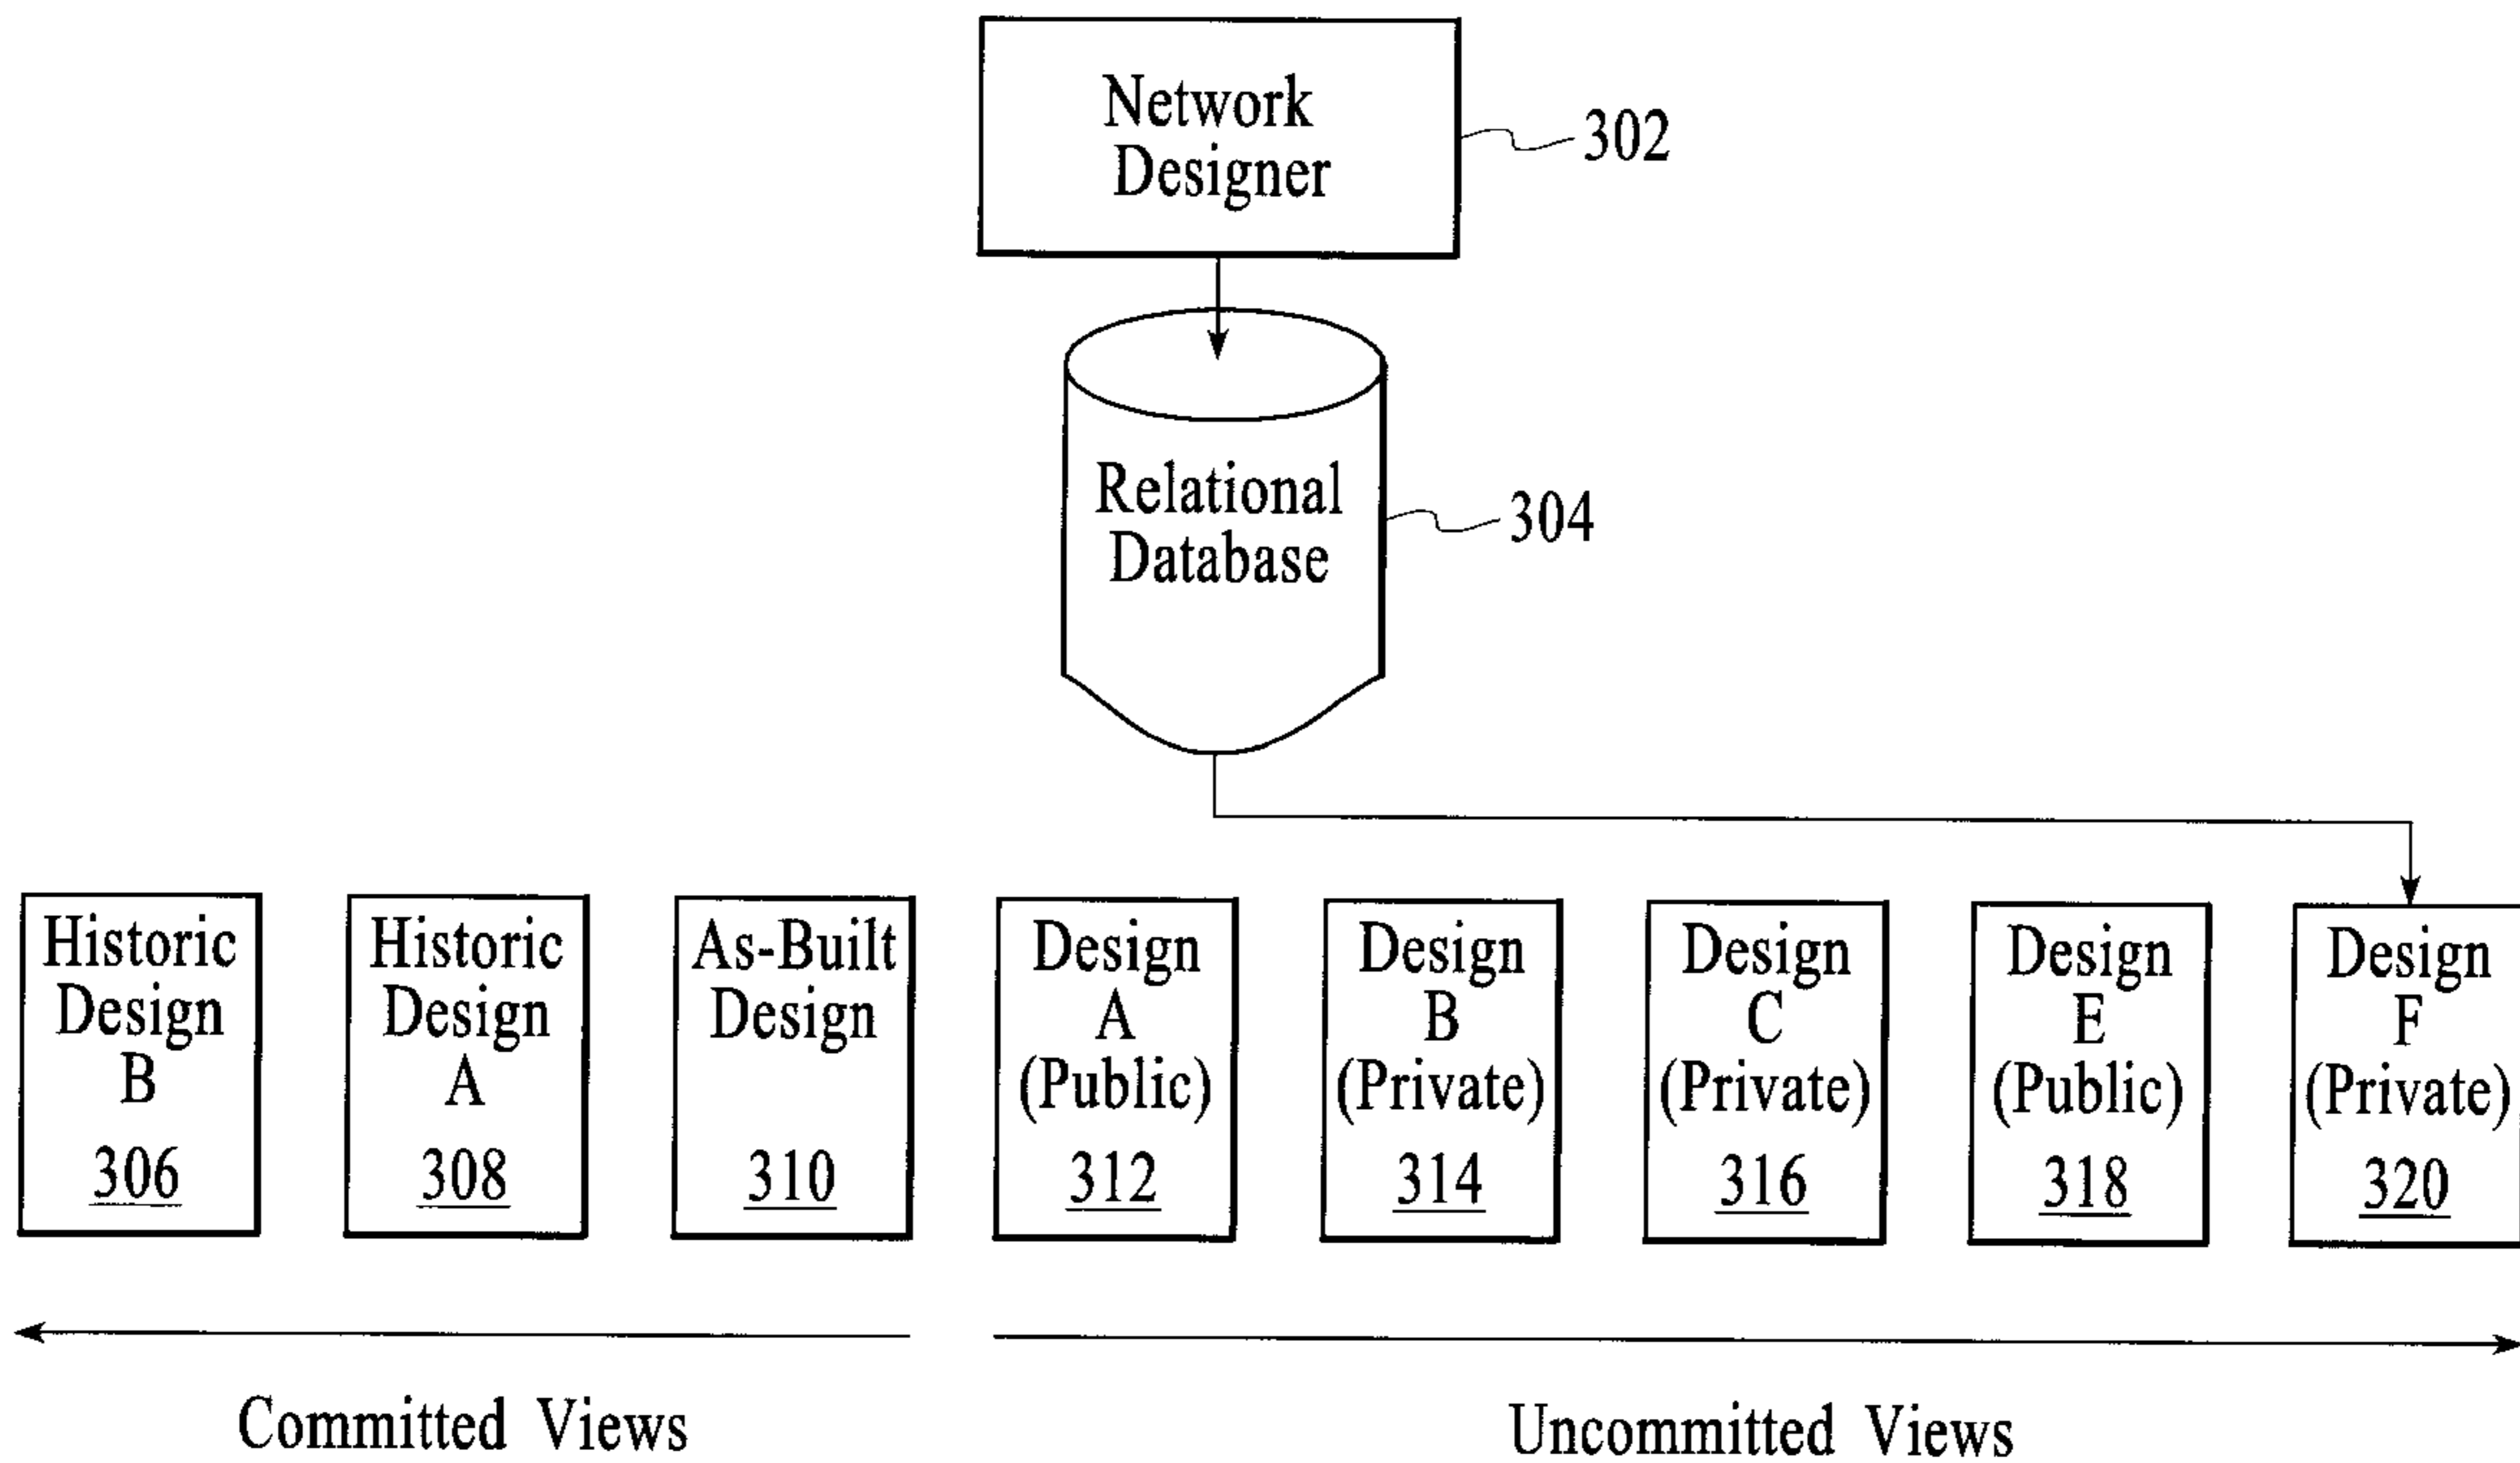 Network
Designer
302
Relational
Database
304
Historic
Design
B
306
Historic
Design
A
308
As-Built
Design
310
Design
A
(Public)
312
Design
B
(Private)
314
Design
C
(Private)
316
Design
E
(Public)
318
Design
F
(Private)
320
Committed Views
Uncommitted Views